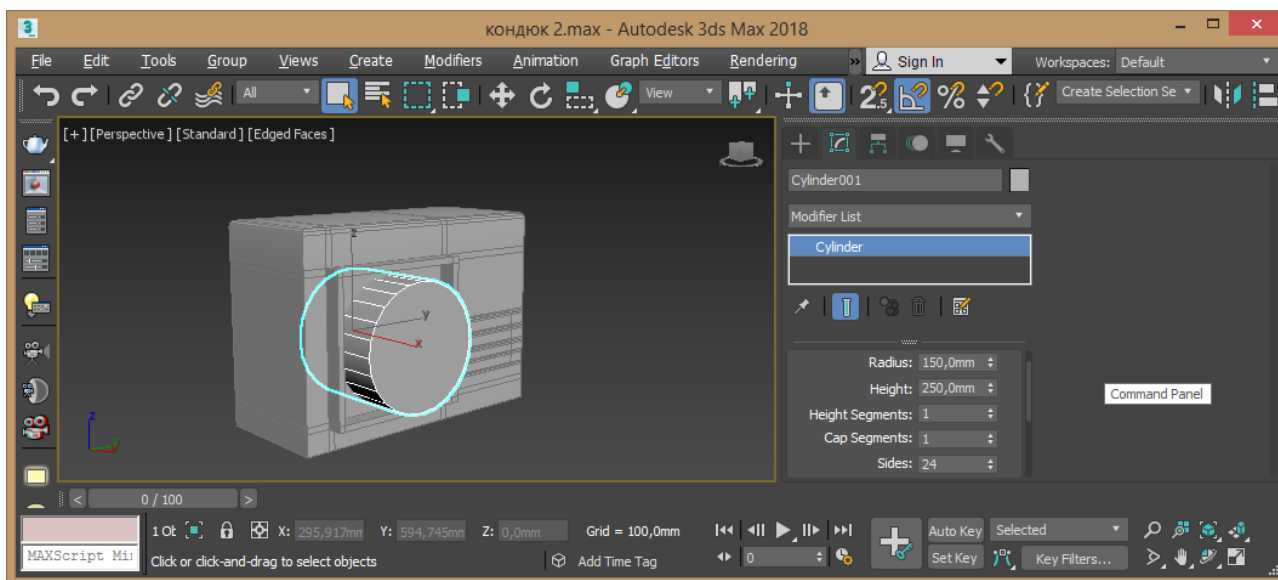 кондюк 2.max - Autodesk 3ds Max 2018
File Edit Tools Group Views Create Modifiers Animation Graph Editors Rendering » Sign In Workspaces: Default
All View 2.5 Create Selection Se
[+] [Perspective] [Standard] [Edged Faces]
Cylinder001
Modifier List
Cylinder
z
y
x
Radius: 150,0mm
Height: 250,0mm
Command Panel
Height Segments: 1
Cap Segments: 1
Sides: 24
z
y
< 0 / 100 >
1 Ob X: 295,917mm Y: 594,745mm Z: 0,0mm Grid = 100,0mm Auto Key Selected
MAXScript Mi Click or click-and-drag to select objects Add Time Tag 0 Set Key Key Filters...